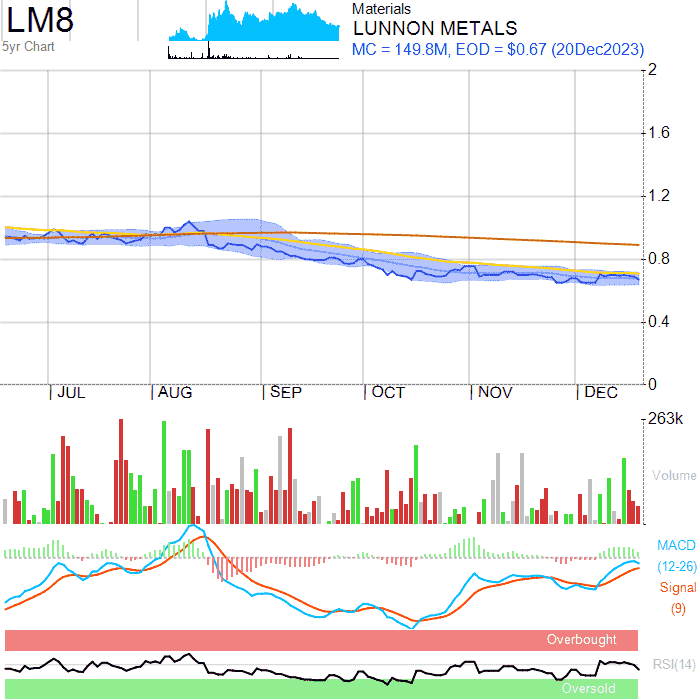 LM8
5yr Chart
Materials
LUNNON METALS
MC = 149.8M, EOD = $0.67 (20Dec2023)
2
1.6
1.2
0.8
0.4
0
JUL AUG SEP OCT NOV DEC
263k
Volume
MACD
(12-26)
Signal
(9)
Overbought
RSI(14)
Oversold